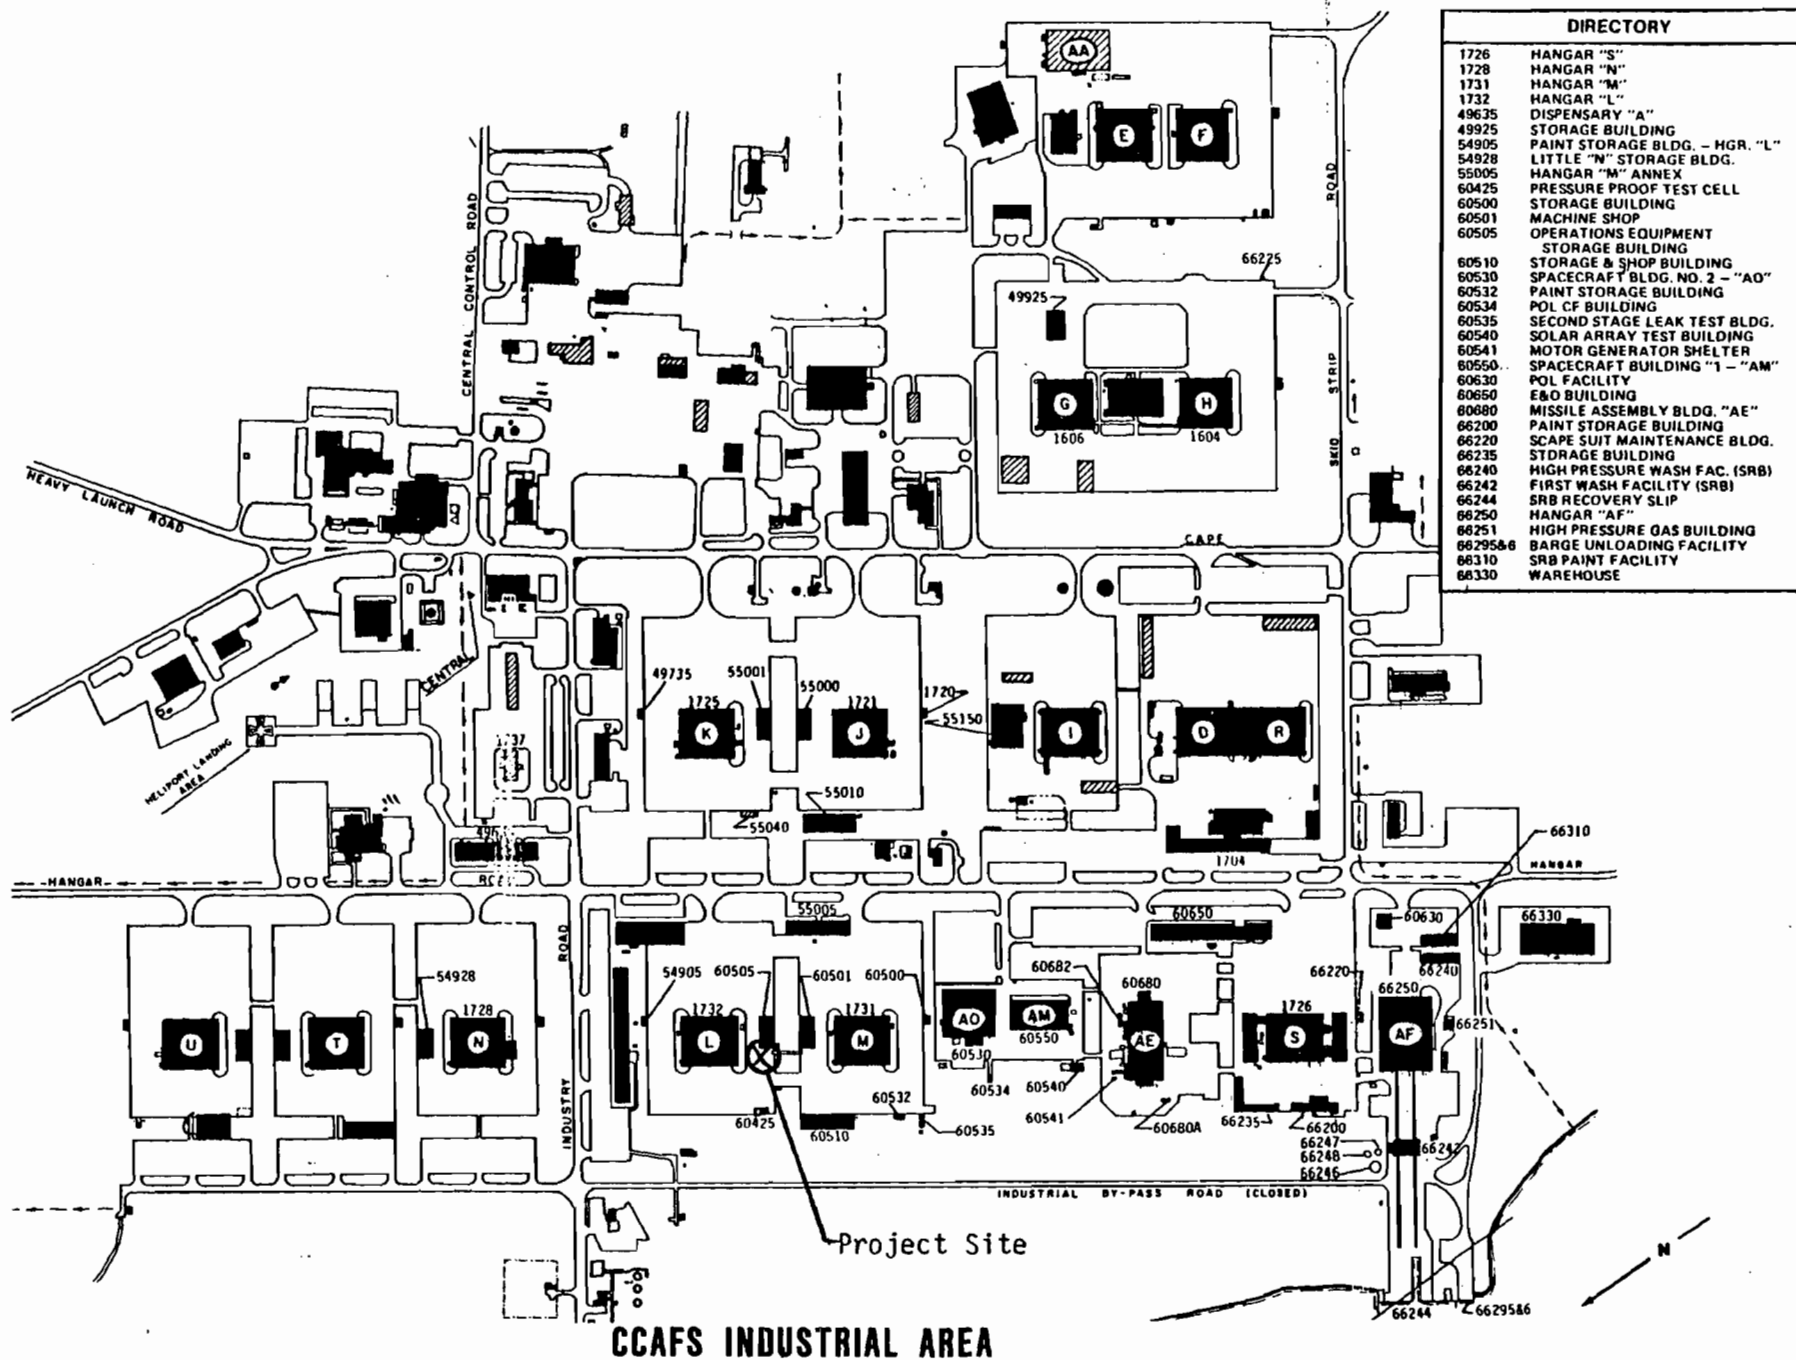 DIRECTORY
1726 HANGAR "S"
1728 HANGAR "N"
1731 HANGAR "M"
1732 HANGAR "L"
49635 DISPENSARY "A"
49925 STORAGE BUILDING
54905 PAINT STORAGE BLDG. – HGR. "L"
54928 LITTLE "N" STORAGE BLDG.
55005 HANGAR "M" ANNEX
60425 PRESSURE PROOF TEST CELL
60500 STORAGE BUILDING
60501 MACHINE SHOP
60505 OPERATIONS EQUIPMENT
STORAGE BUILDING
60510 STORAGE & SHOP BUILDING
60530 SPACECRAFT BLDG. NO. 2 – "AO"
60532 PAINT STORAGE BUILDING
60534 POL CF BUILDING
60535 SECOND STAGE LEAK TEST BLDG.
60540 SOLAR ARRAY TEST BUILDING
60541 MOTOR GENERATOR SHELTER
60550.. SPACECRAFT BUILDING "1 – "AM"
60630 POL FACILITY
60650 E&O BUILDING
60680 MISSILE ASSEMBLY BLDG. "AE"
66200 PAINT STORAGE BUILDING
66220 SCAPE SUIT MAINTENANCE BLDG.
66235 STORAGE BUILDING
66240 HIGH PRESSURE WASH FAC. (SRB)
66242 FIRST WASH FACILITY (SRB)
66244 SRB RECOVERY SLIP
66250 HANGAR "AF"
66251 HIGH PRESSURE GAS BUILDING
66295&6 BARGE UNLOADING FACILITY
66310 SRB PAINT FACILITY
66330 WAREHOUSE
AA
E
F
ROAD
STRIP
SKID
CENTRAL CONTROL ROAD
66225
49925
G
H
1606
1604
HEAVY LAUNCH ROAD
CAPE
CENTRAL
HELIPORT LANDING
AREA
49735
55001
55000
1720
55150
1725
1721
K
J
I
D
R
1737
55010
55040
1704
HANGAR
HANGAR
66310
55005
60650
60630
66330
ROAD
INDUSTRY
54928
54905
60505
60501
60500
60682
60680
66220
66240
66250
1728
1732
1731
1726
66251
U
T
N
L
M
AO
AM
AE
S
AF
60530
60550
60534
60540
60541
60680A
60532
60535
60425
60510
66235
66200
66247
66248
66246
66242
INDUSTRIAL BY-PASS ROAD (CLOSED)
Project Site
N
66244
66295&6
CCAFS INDUSTRIAL AREA